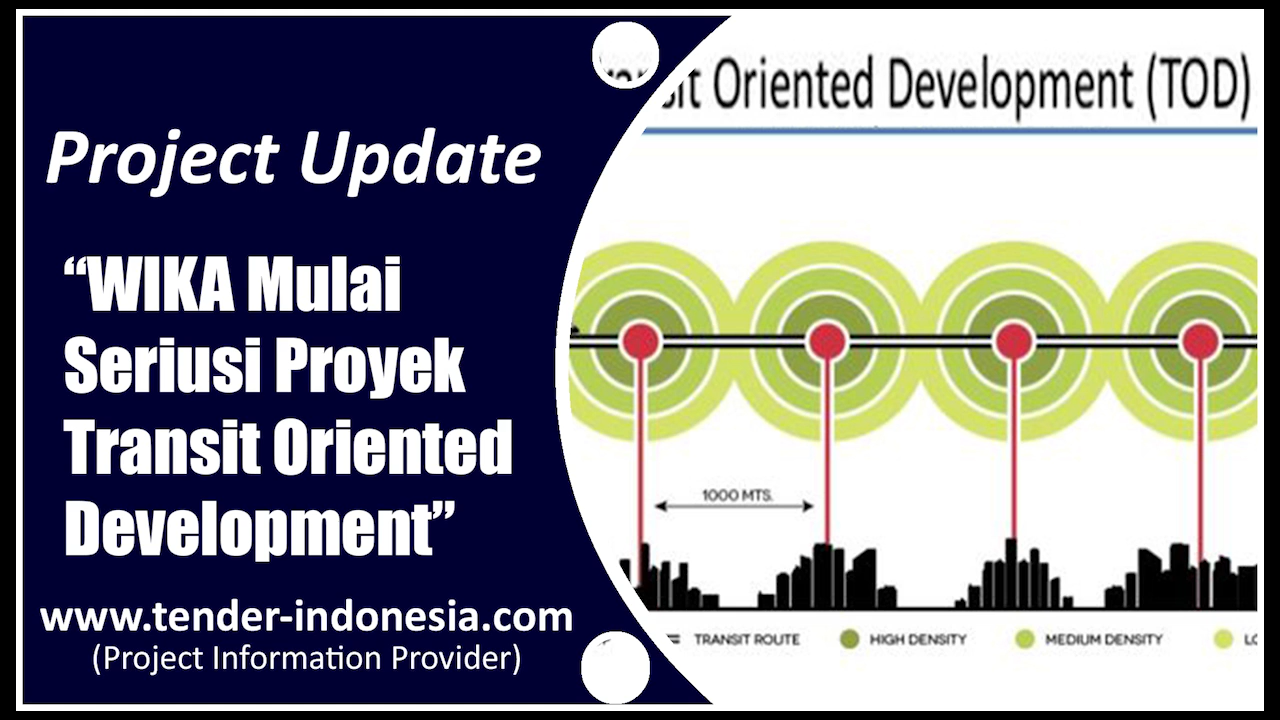 Project Update
“WIKA Mulai
Seriusi Proyek
Transit Oriented
Development”
www.tender-indonesia.com
(Project Information Provider)
Oriented Development (TOD)
1000 MTS.
TRANSIT ROUTE
HIGH DENSITY
MEDIUM DENSITY